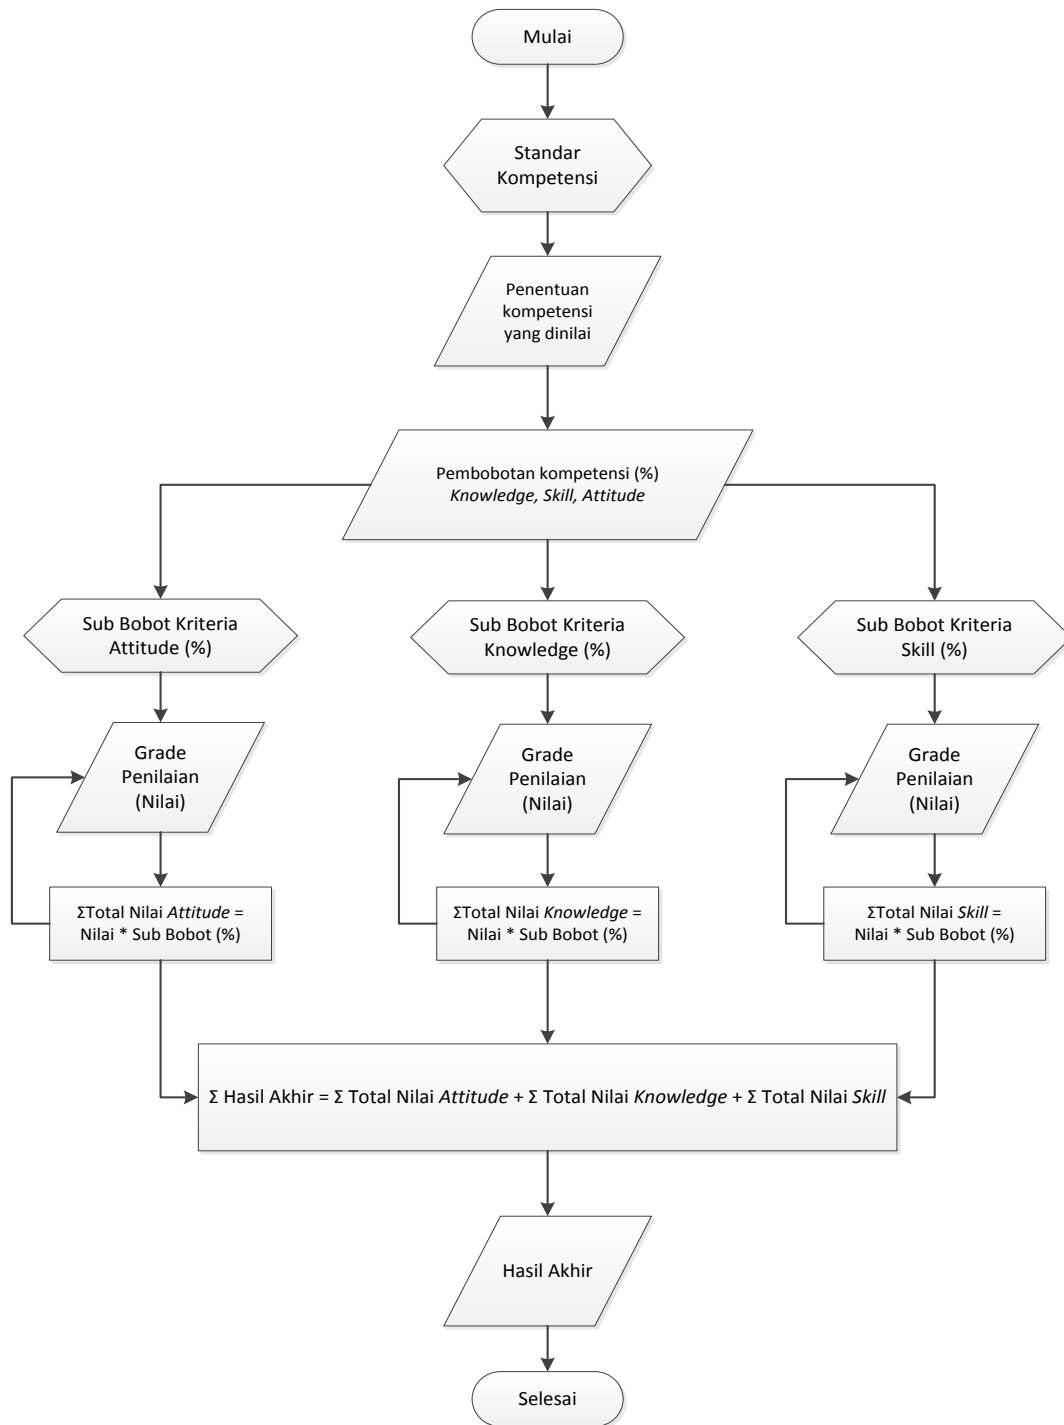 Mulai
Standar
Kompetensi
Penentuan
kompetensi
yang dinilai
Pembobotan kompetensi (%)
Knowledge, Skill, Attitude
Sub Bobot Kriteria
Attitude (%)
Sub Bobot Kriteria
Knowledge (%)
Sub Bobot Kriteria
Skill (%)
Grade
Penilaian
(Nilai)
Grade
Penilaian
(Nilai)
Grade
Penilaian
(Nilai)
ΣTotal Nilai Attitude =
Nilai * Sub Bobot (%)
ΣTotal Nilai Knowledge =
Nilai * Sub Bobot (%)
ΣTotal Nilai Skill =
Nilai * Sub Bobot (%)
Σ Hasil Akhir = Σ Total Nilai Attitude + Σ Total Nilai Knowledge + Σ Total Nilai Skill
Hasil Akhir
Selesai